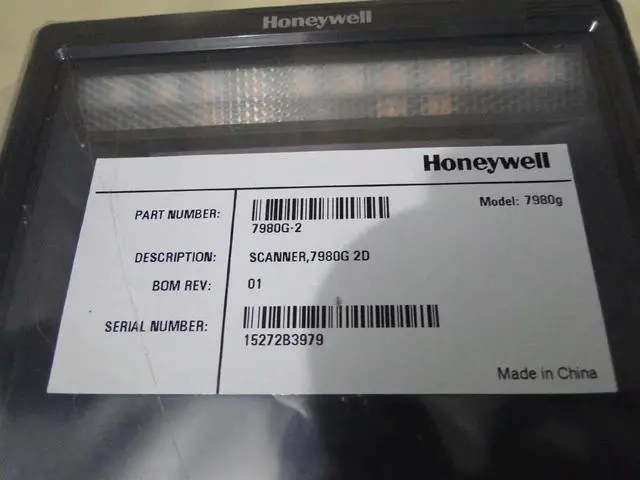 Honeywell
Honeywell
PART NUMBER:
7980G-2
Model: 7980g
DESCRIPTION: SCANNER,7980G 2D
BOM REV: 01
SERIAL NUMBER:
15272B3979
Made in China